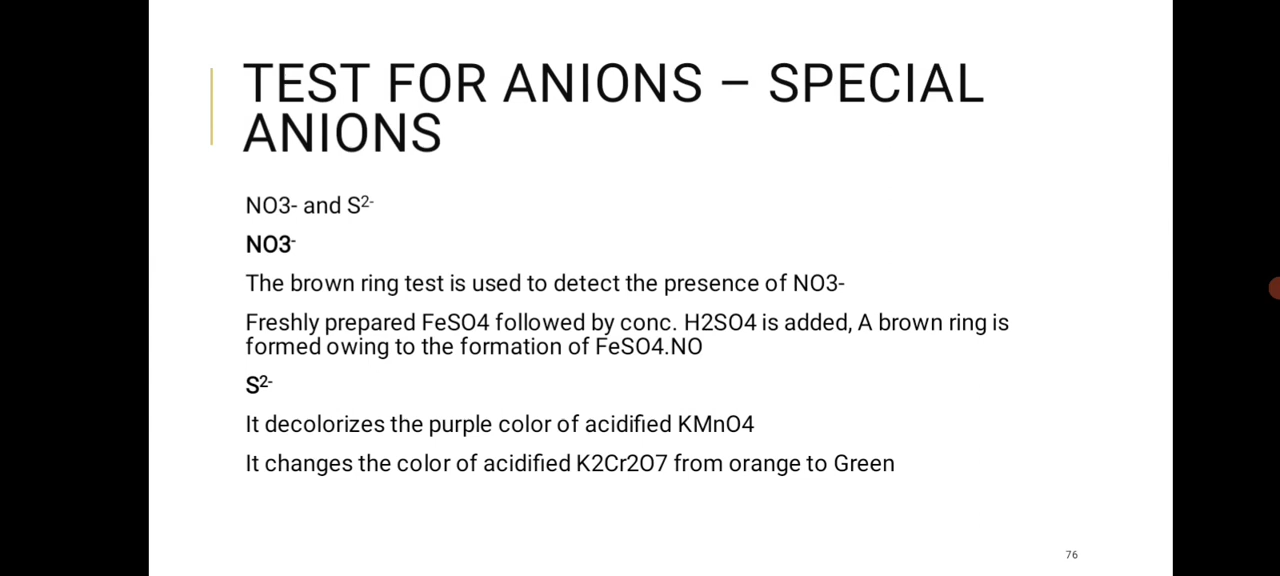 TEST FOR ANIONS – SPECIAL
ANIONS
NO3- and S²⁻
NO3⁻
The brown ring test is used to detect the presence of NO3-
Freshly prepared FeSO4 followed by conc. H2SO4 is added, A brown ring is
formed owing to the formation of FeSO4.NO
S²⁻
It decolorizes the purple color of acidified KMnO4
It changes the color of acidified K2Cr2O7 from orange to Green
76